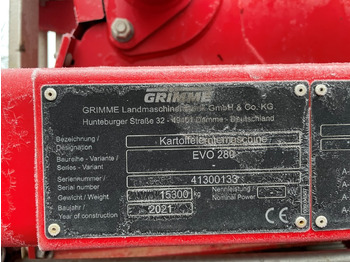 GRIMME
GRIMME Landmaschinenfabrik GmbH & Co. KG
Hunteburger Straße 32 - 49401 Damme - Deutschland
Bezeichnung / Designation Kartoffelerntemaschine
Baureihe - Variante / Series - Variant EVO 280 -
Seriennummer / Serial number 41300133
Gewicht / Weight 15300 kg Nennleistung / Nominal Power - kW
Baujahr / Year of construction 2021
A-
A-
A-